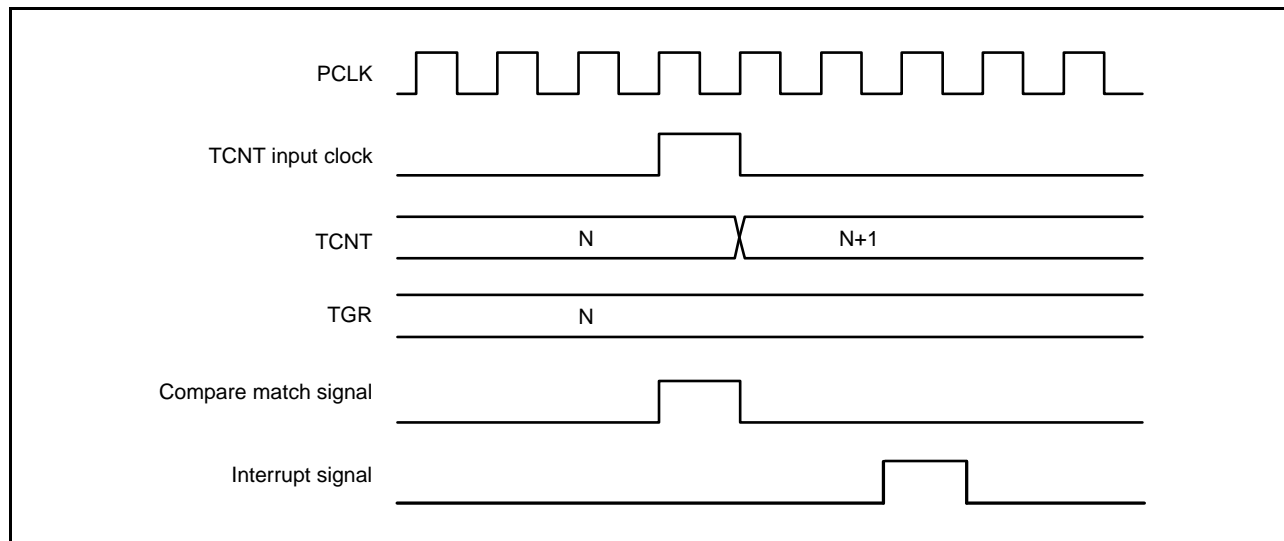 PCLK
TCNT input clock
TCNT
N
N+1
TGR
N
Compare match signal
Interrupt signal